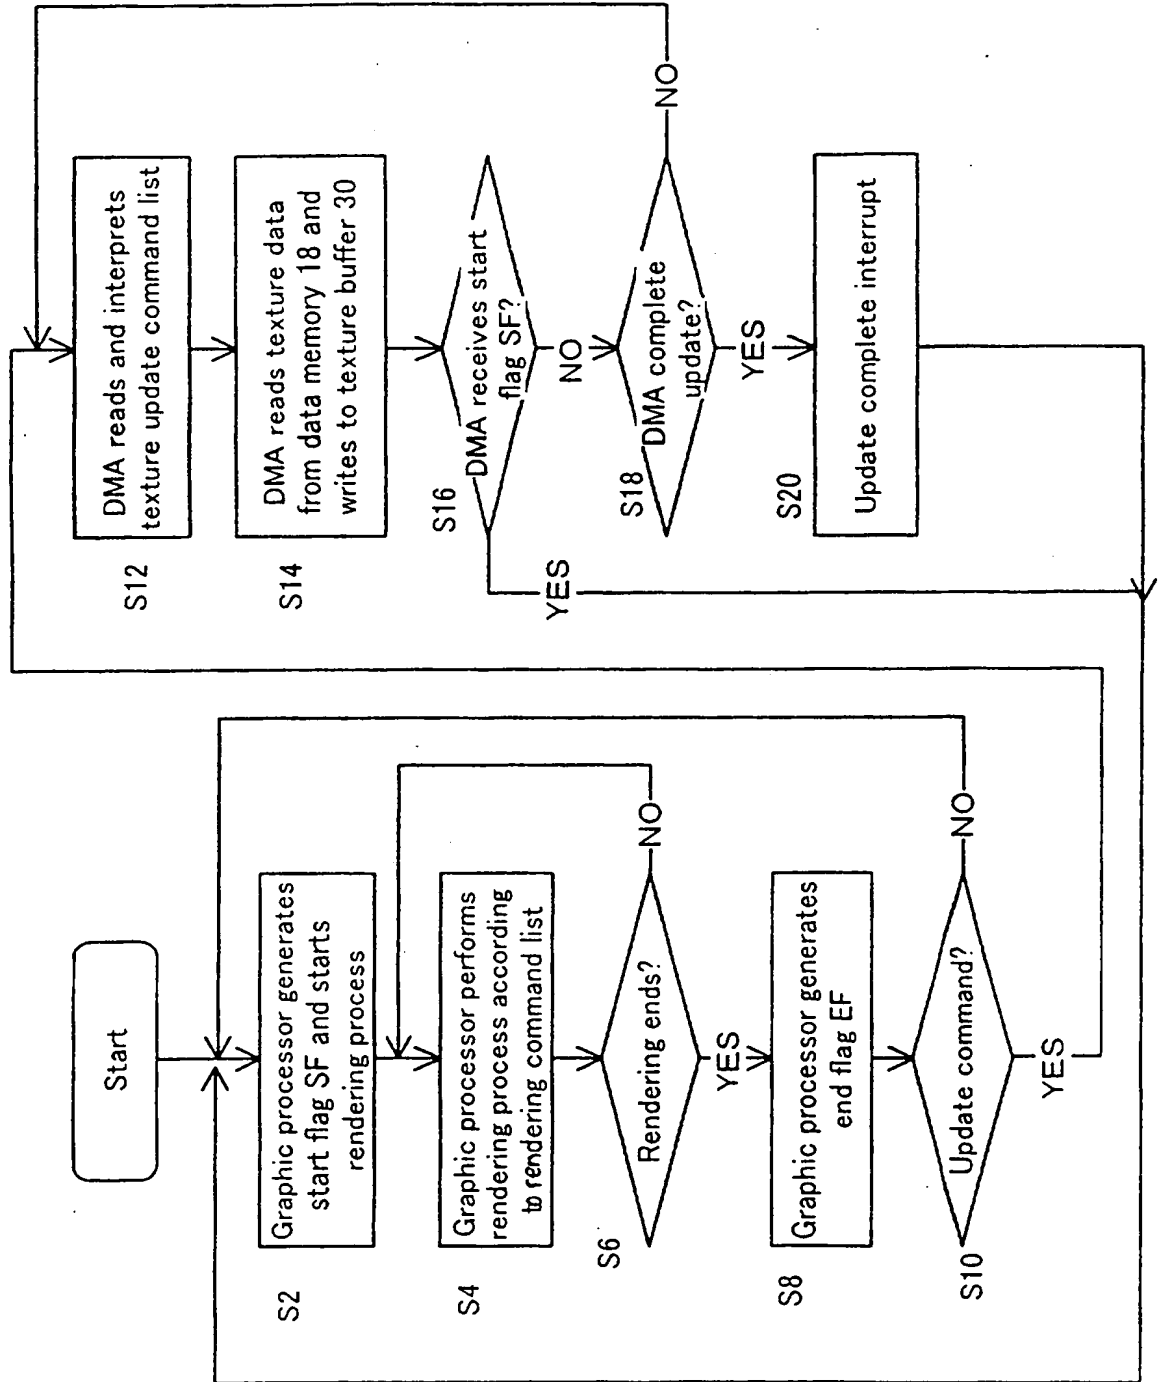 Start
S2
Graphic processor generates
start flag SF and starts
rendering process
S4
Graphic processor performs
rendering process according
to rendering command list
S6
Rendering ends?
NO
YES
S8
Graphic processor generates
end flag EF
S10
Update command?
NO
YES
S12
DMA reads and interprets
texture update command list
S14
DMA reads texture data
from data memory 18 and
writes to texture buffer 30
S16
DMA receives start
flag SF?
YES
NO
S18
DMA complete
update?
NO
YES
S20
Update complete interrupt